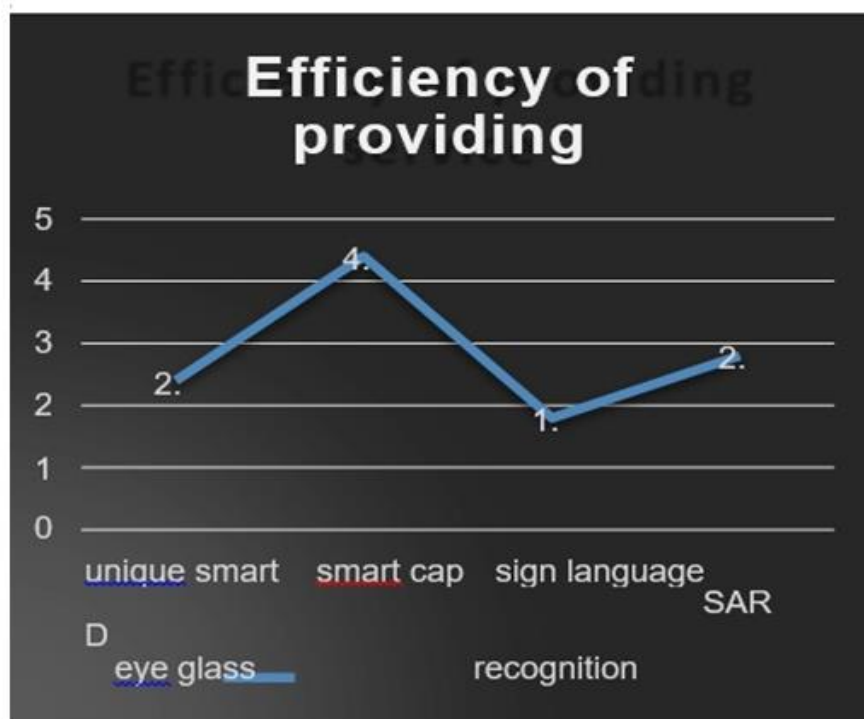 Efficiency of
providing
5
4
3
2
1
0
2.
4.
1.
2.
unique smart smart cap sign language
SAR
D
eye glass recognition